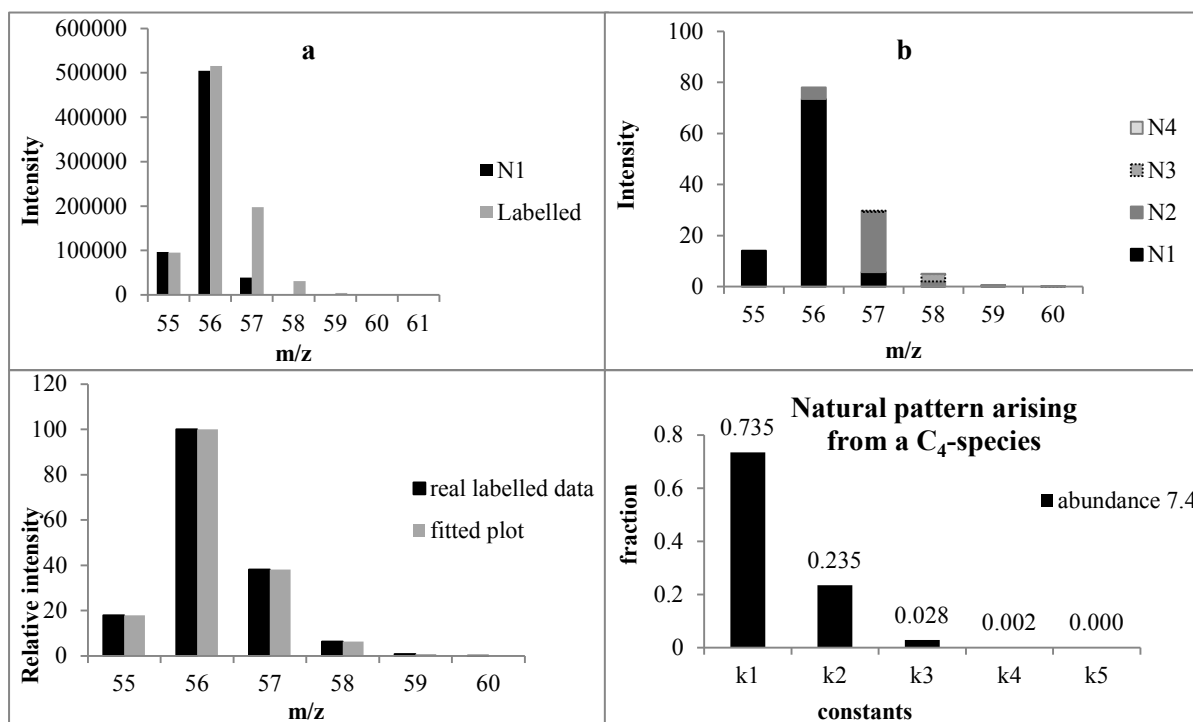 a
600000
500000
400000
300000
200000
100000
0
Intensity
N1
Labelled
55 56 57 58 59 60 61
m/z
b
100
80
60
40
20
0
Intensity
N4
N3
N2
N1
55 56 57 58 59 60
m/z
120
100
80
60
40
20
0
Relative intensity
real labelled data
fitted plot
55 56 57 58 59 60
m/z
Natural pattern arising
from a C₄-species
0.8
0.6
0.4
0.2
0
fraction
0.735
0.235
0.028
0.002
0.000
abundance 7.4
k1 k2 k3 k4 k5
constants